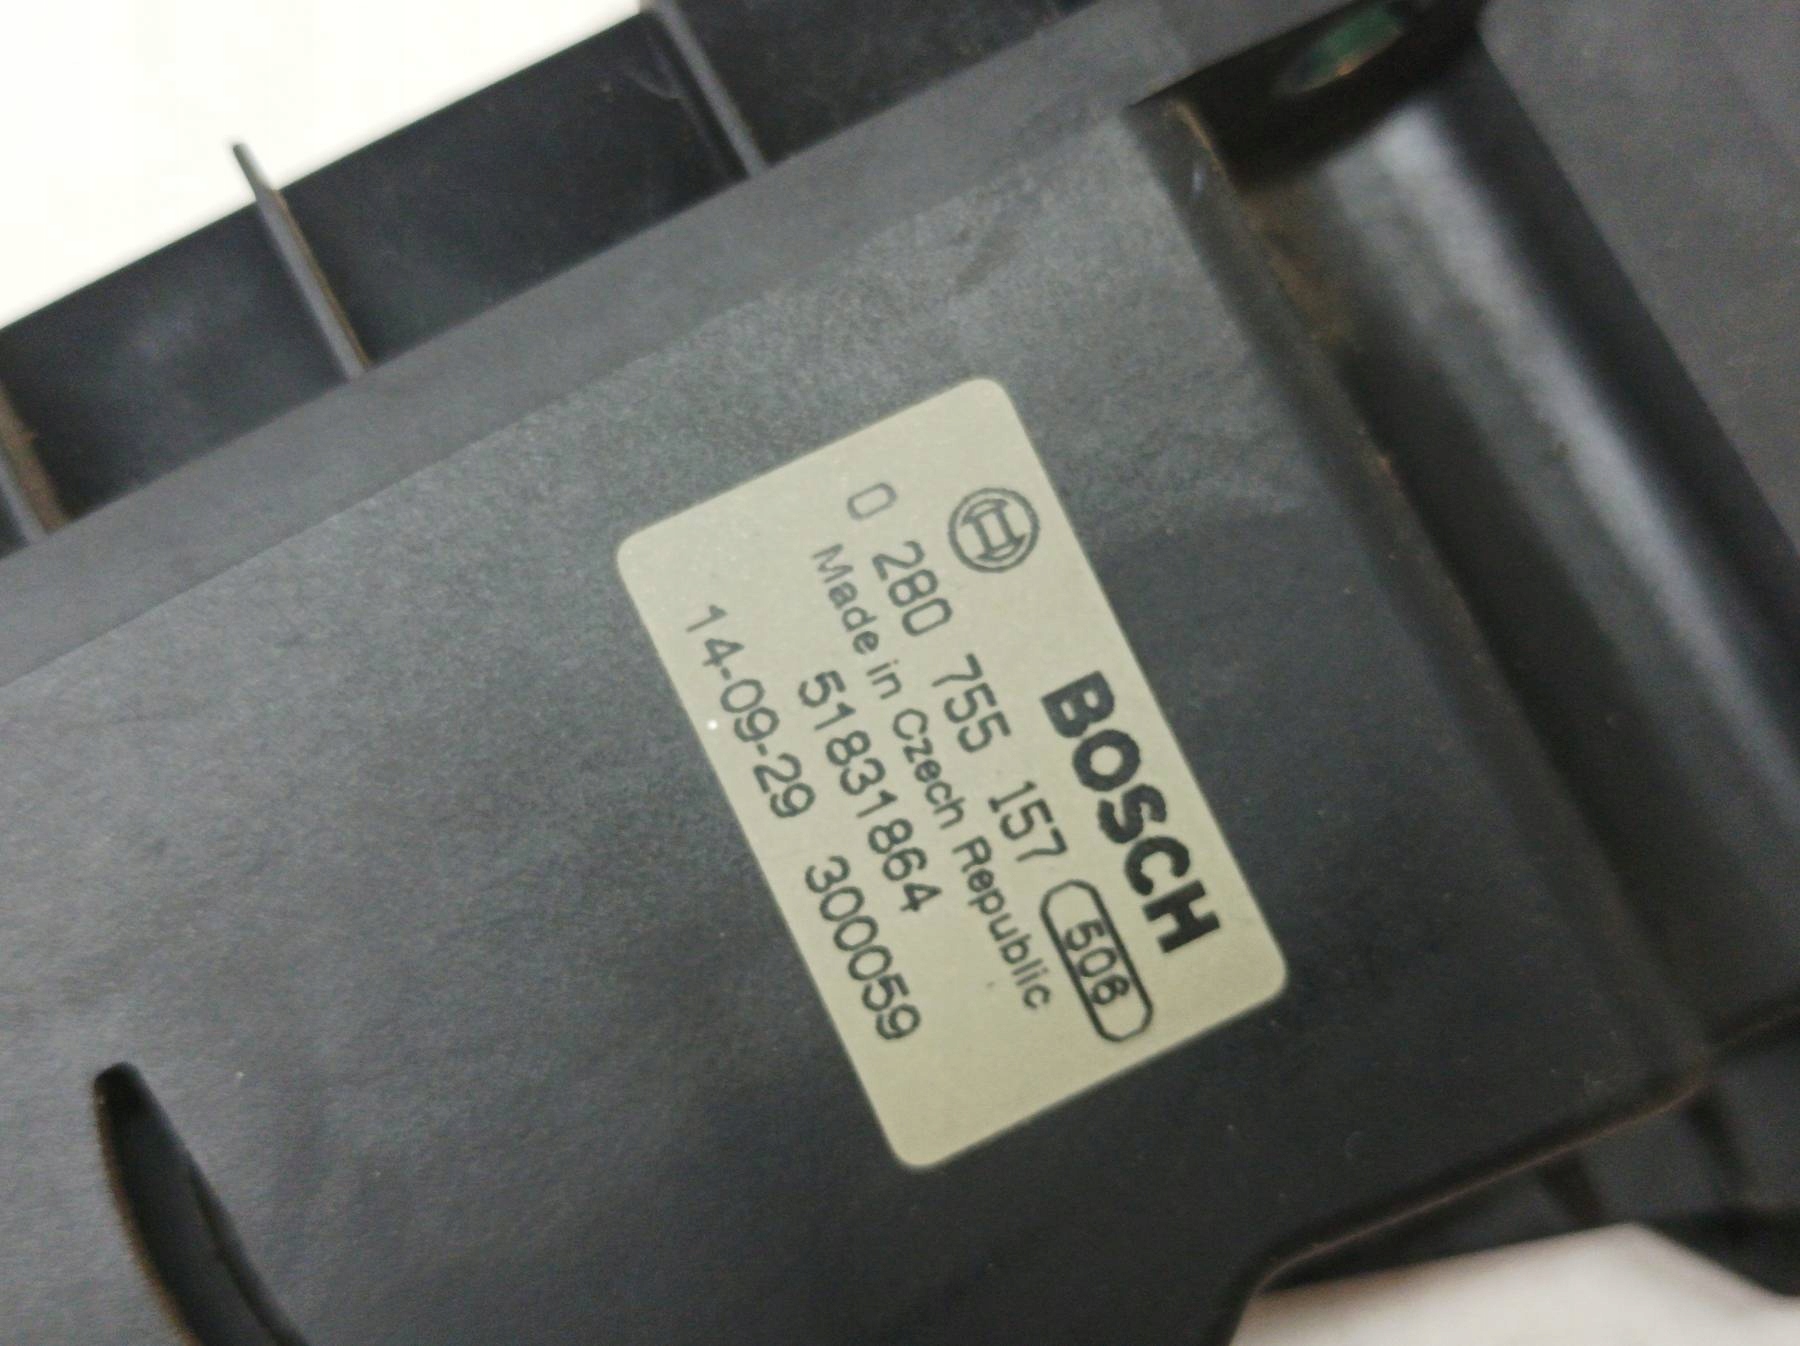 BOSCH
0 280 755 157 506
Made in Czech Republic
51831864
14-09-29 300059